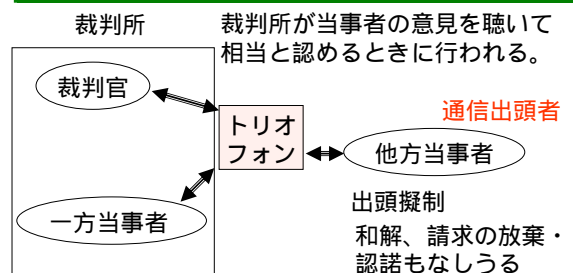 裁判所
裁判所が当事者の意見を聴いて
相当と認めるときに行われる。
裁判官
トリオ
フォン
通信出頭者
他方当事者
一方当事者
出頭擬制
和解、請求の放棄・
認諾もなしうる